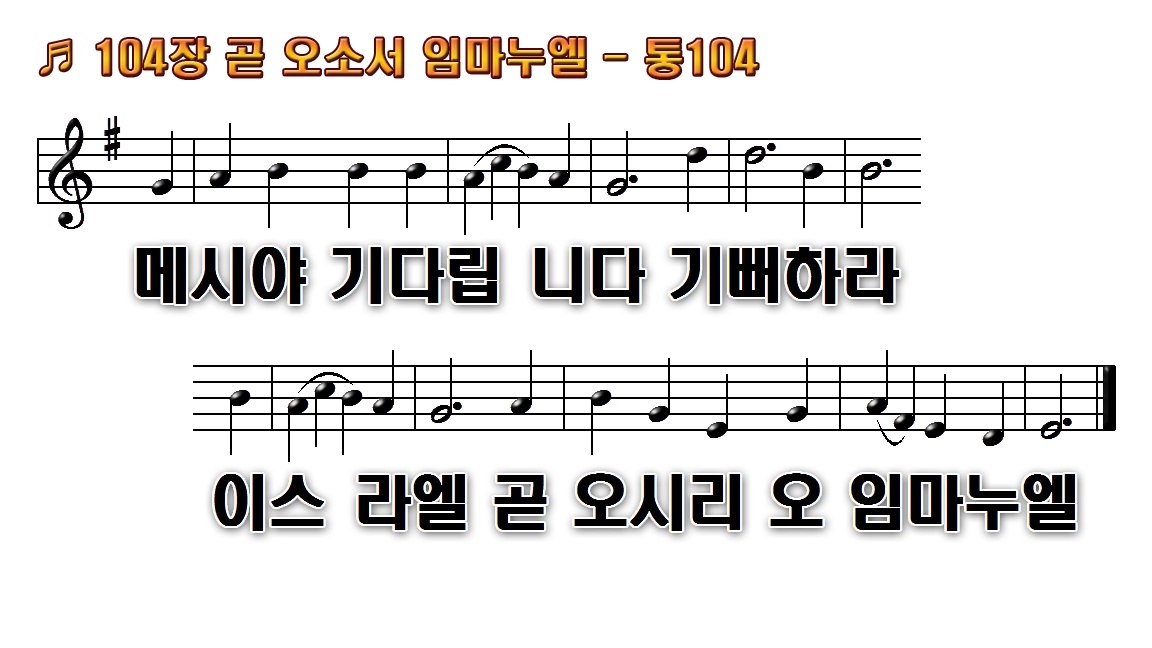 104장 곧 오소서 임마누엘 - 통104
메시야 기다립 니다 기뻐하라
이스 라엘 곧 오시리 오 임마누엘